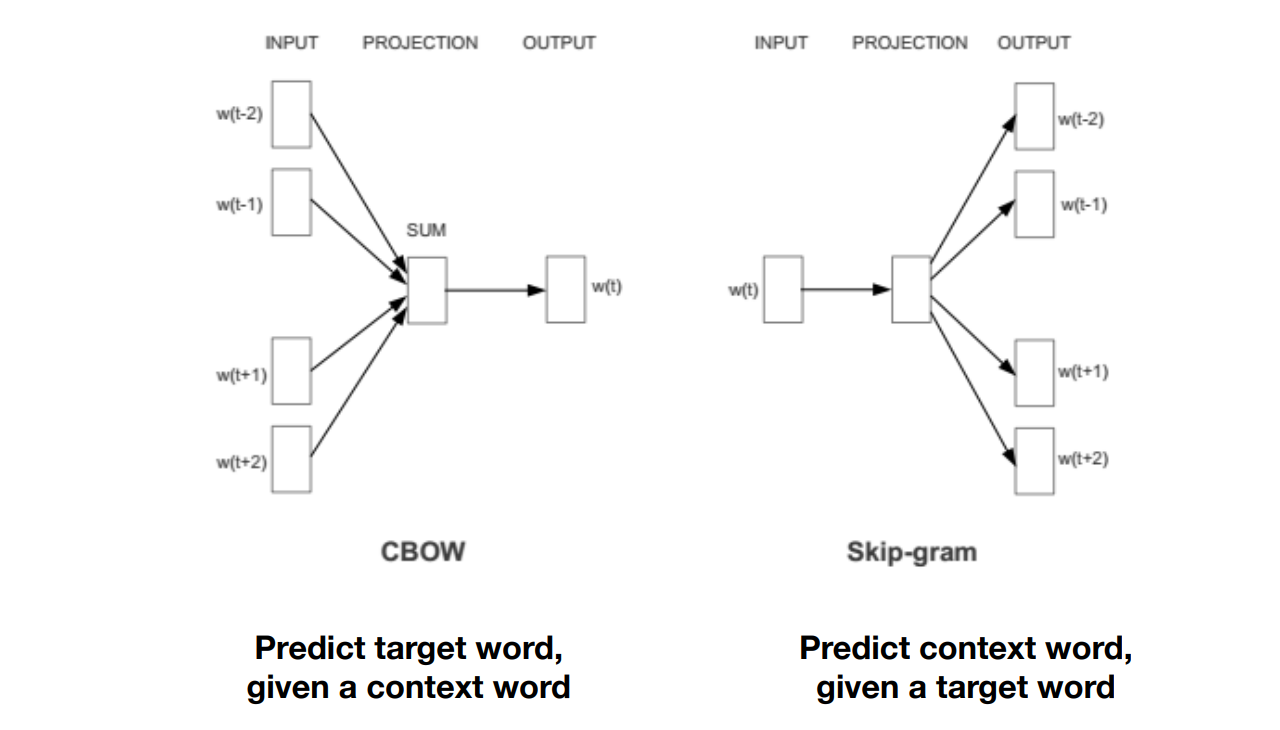 INPUT PROJECTION OUTPUT
w(t-2)
w(t-1)
SUM
w(t)
w(t+1)
w(t+2)
CBOW
Predict target word,
given a context word
INPUT PROJECTION OUTPUT
w(t-2)
w(t-1)
w(t)
w(t+1)
w(t+2)
Skip-gram
Predict context word,
given a target word